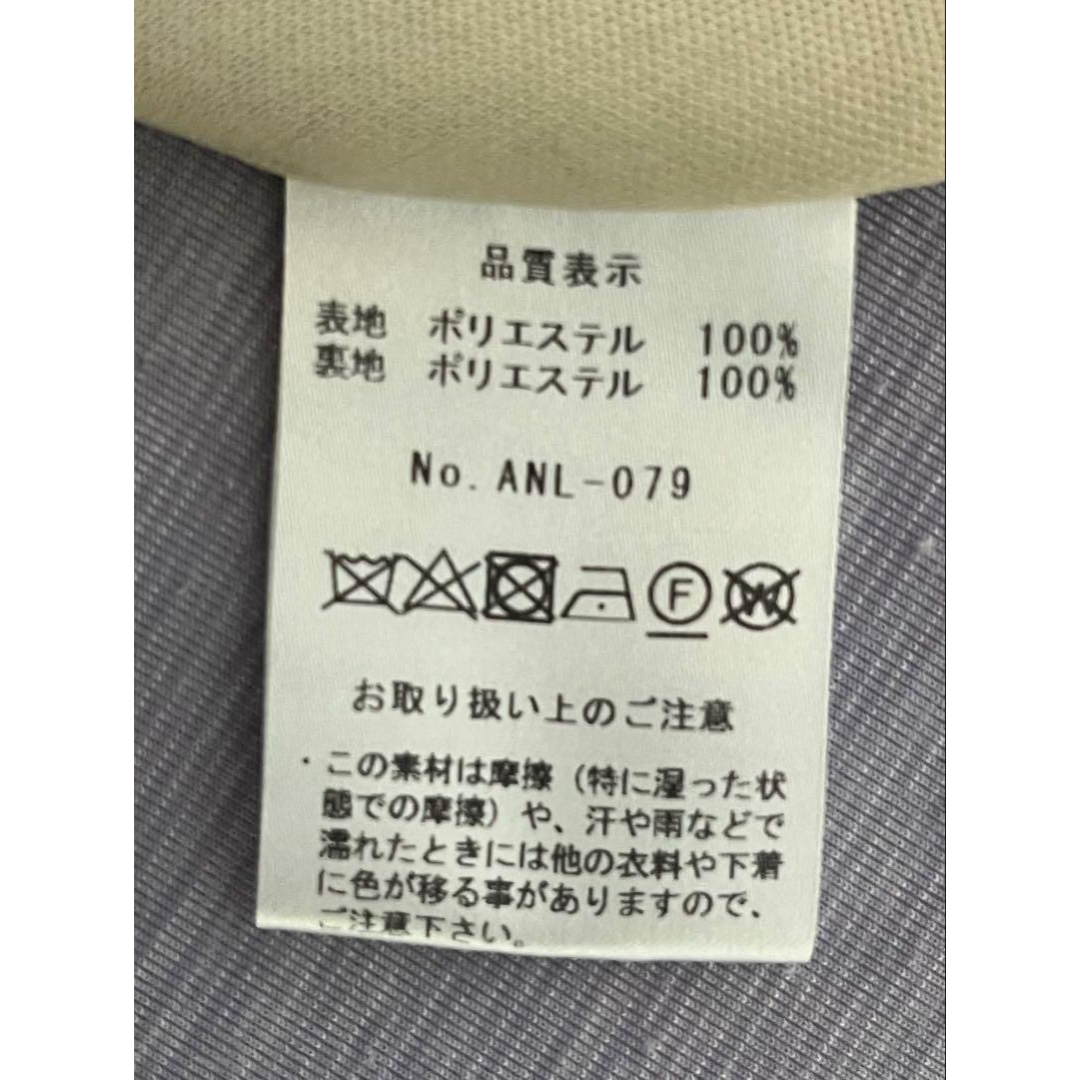 品質表示
表地 ポリエステル 100%
裏地 ポリエステル 100%
No. ANL-079
F W
お取り扱い上のご注意
・この素材は摩擦（特に湿った状
態での摩擦）や、汗や雨などで
濡れたときには他の衣料や下着
に色が移る事がありますので、
ご注意下さい。